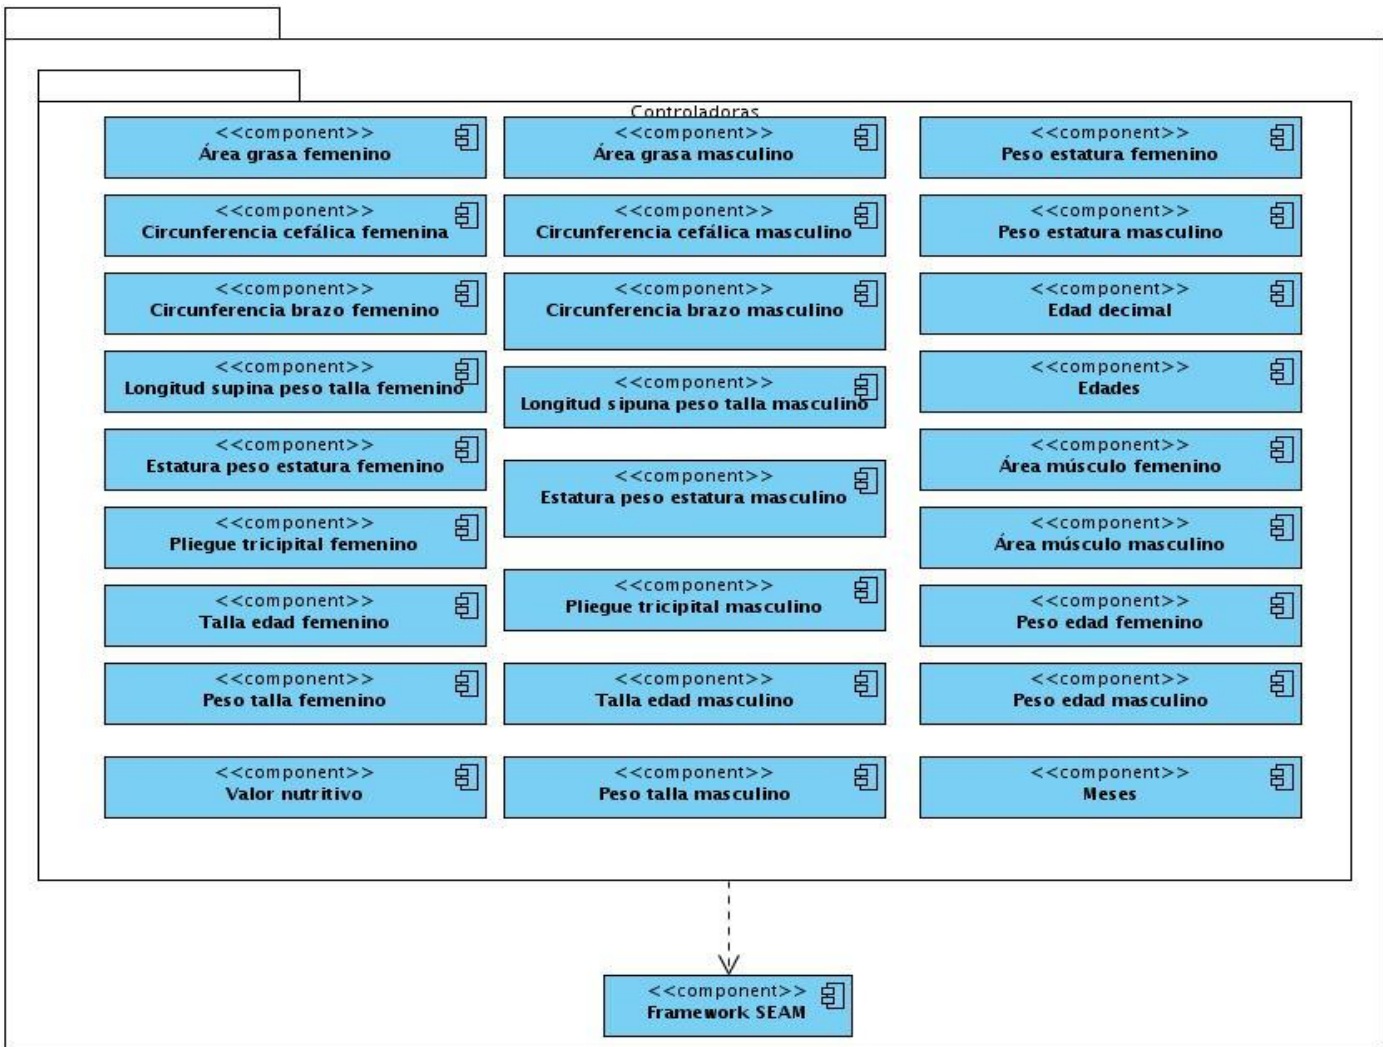 Controladoras
<<component>>
Área grasa femenino
<<component>>
Área grasa masculino
<<component>>
Peso estatura femenino
<<component>>
Circunferencia cefálica femenina
<<component>>
Circunferencia cefálica masculino
<<component>>
Peso estatura masculino
<<component>>
Circunferencia brazo femenino
<<component>>
Circunferencia brazo masculino
<<component>>
Edad decimal
<<component>>
Longitud supina peso talla femenino
<<component>>
Longitud sipuna peso talla masculino
<<component>>
Edades
<<component>>
Estatura peso estatura femenino
<<component>>
Estatura peso estatura masculino
<<component>>
Área músculo femenino
<<component>>
Pliegue tricipital femenino
<<component>>
Pliegue tricipital masculino
<<component>>
Área músculo masculino
<<component>>
Talla edad femenino
<<component>>
Talla edad masculino
<<component>>
Peso edad femenino
<<component>>
Peso talla femenino
<<component>>
Peso talla masculino
<<component>>
Peso edad masculino
<<component>>
Valor nutritivo
<<component>>
Meses
<<component>>
Framework SEAM